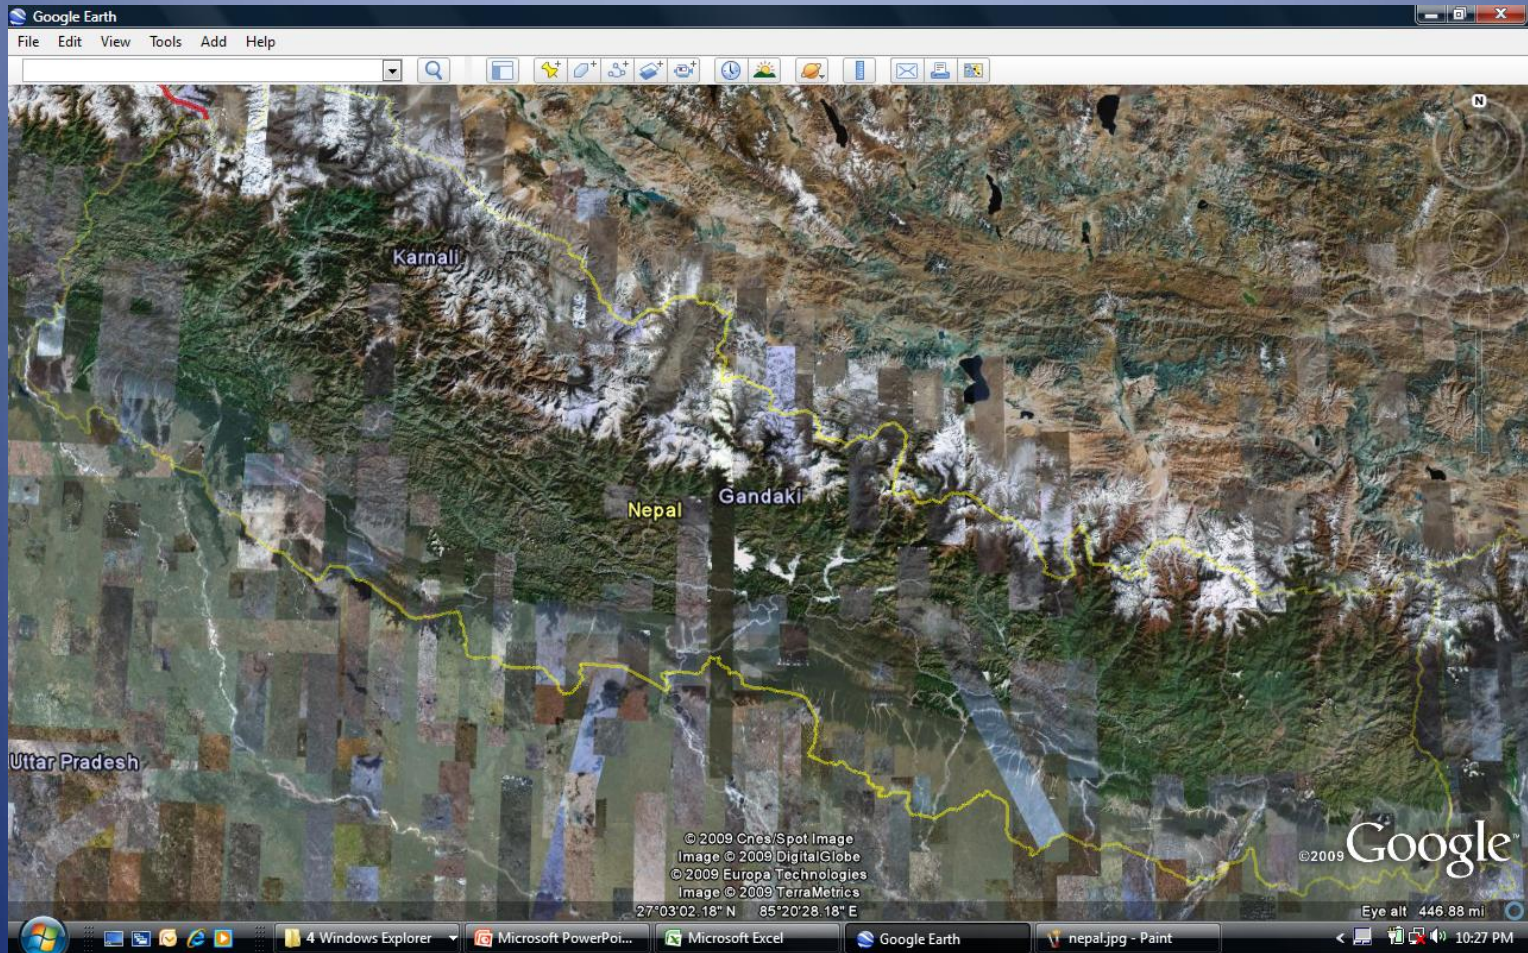 Google Earth
File Edit View Tools Add Help
N
Karnali
Nepal
Gandaki
Uttar Pradesh
© 2009 Cnes/Spot Image
Image © 2009 DigitalGlobe
© 2009 Europa Technologies
Image © 2009 TerraMetrics
©2009 Google™
27°03'02.18" N 85°20'28.18" E
Eye alt 446.88 mi
4 Windows Explorer
Microsoft PowerPoi...
Microsoft Excel
Google Earth
nepal.jpg - Paint
10:27 PM